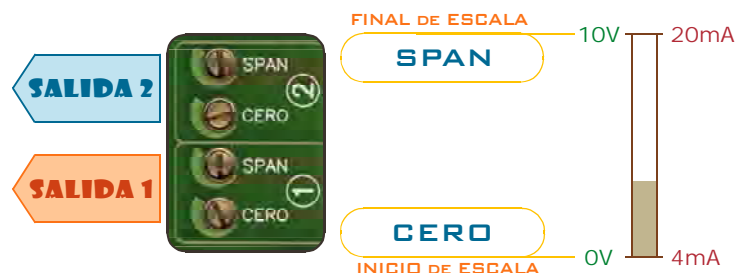 FINAL DE ESCALA
SPAN
10V
20mA
SALIDA 2
SPAN
CERO
2
SALIDA 1
SPAN
CERO
1
CERO
0V
4mA
INICIO DE ESCALA